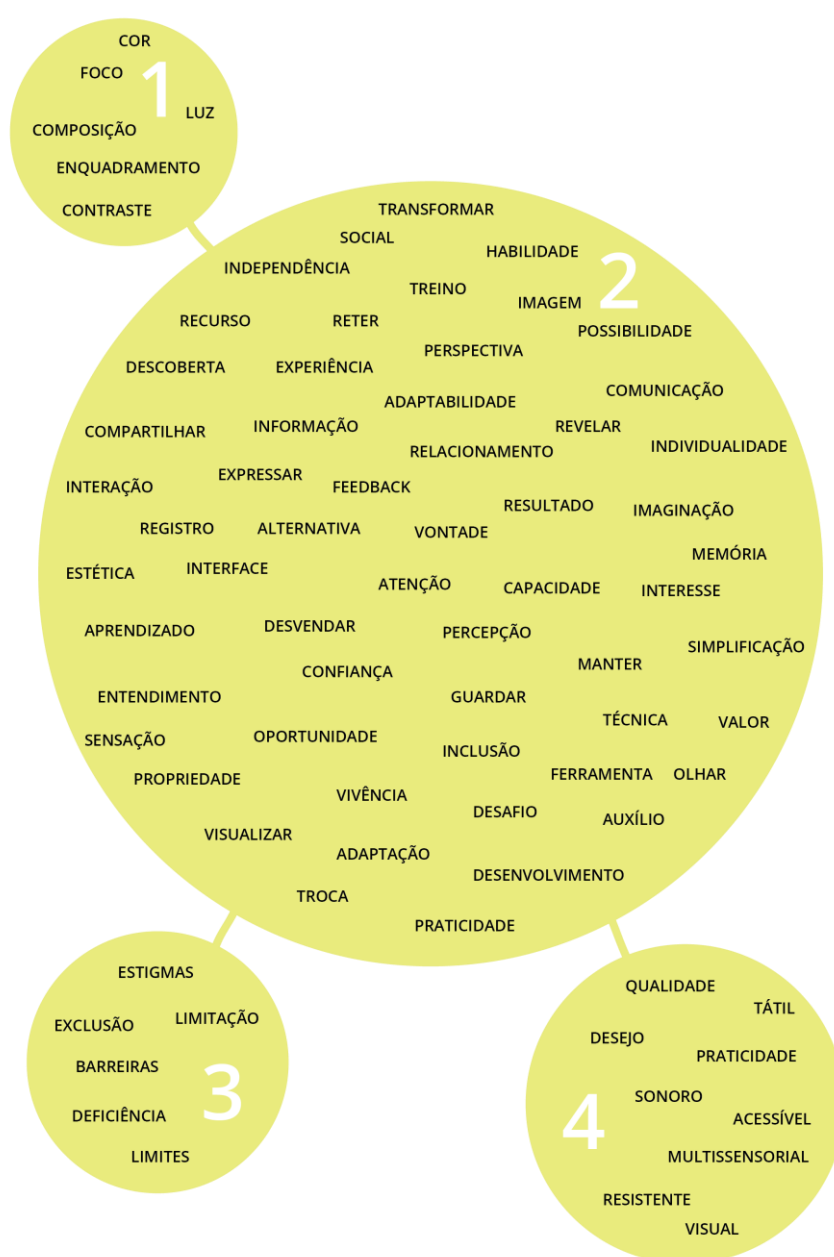 COR
FOCO
1
LUZ
COMPOSIÇÃO
ENQUADRAMENTO
CONTRASTE
TRANSFORMAR
SOCIAL
HABILIDADE
2
INDEPENDÊNCIA
TREINO
IMAGEM
RECURSO
RETER
POSSIBILIDADE
PERSPECTIVA
DESCOBERTA
EXPERIÊNCIA
COMUNICAÇÃO
ADAPTABILIDADE
COMPARTILHAR
INFORMAÇÃO
REVELAR
RELACIONAMENTO
INDIVIDUALIDADE
INTERAÇÃO
EXPRESSAR
FEEDBACK
RESULTADO
IMAGINAÇÃO
REGISTRO
ALTERNATIVA
VONTADE
MEMÓRIA
ESTÉTICA
INTERFACE
ATENÇÃO
CAPACIDADE
INTERESSE
APRENDIZADO
DESVENDAR
PERCEPÇÃO
SIMPLIFICAÇÃO
CONFIANÇA
MANTER
ENTENDIMENTO
GUARDAR
TÉCNICA
VALOR
SENSAÇÃO
OPORTUNIDADE
INCLUSÃO
PROPRIEDADE
FERRAMENTA
OLHAR
VIVÊNCIA
DESAFIO
AUXÍLIO
VISUALIZAR
ADAPTAÇÃO
DESENVOLVIMENTO
TROCA
PRATICIDADE
ESTIGMAS
EXCLUSÃO
LIMITAÇÃO
BARREIRAS
3
DEFICIÊNCIA
LIMITES
QUALIDADE
TÁTIL
DESEJO
PRATICIDADE
SONORO
4
ACESSÍVEL
MULTISSENSORIAL
RESISTENTE
VISUAL